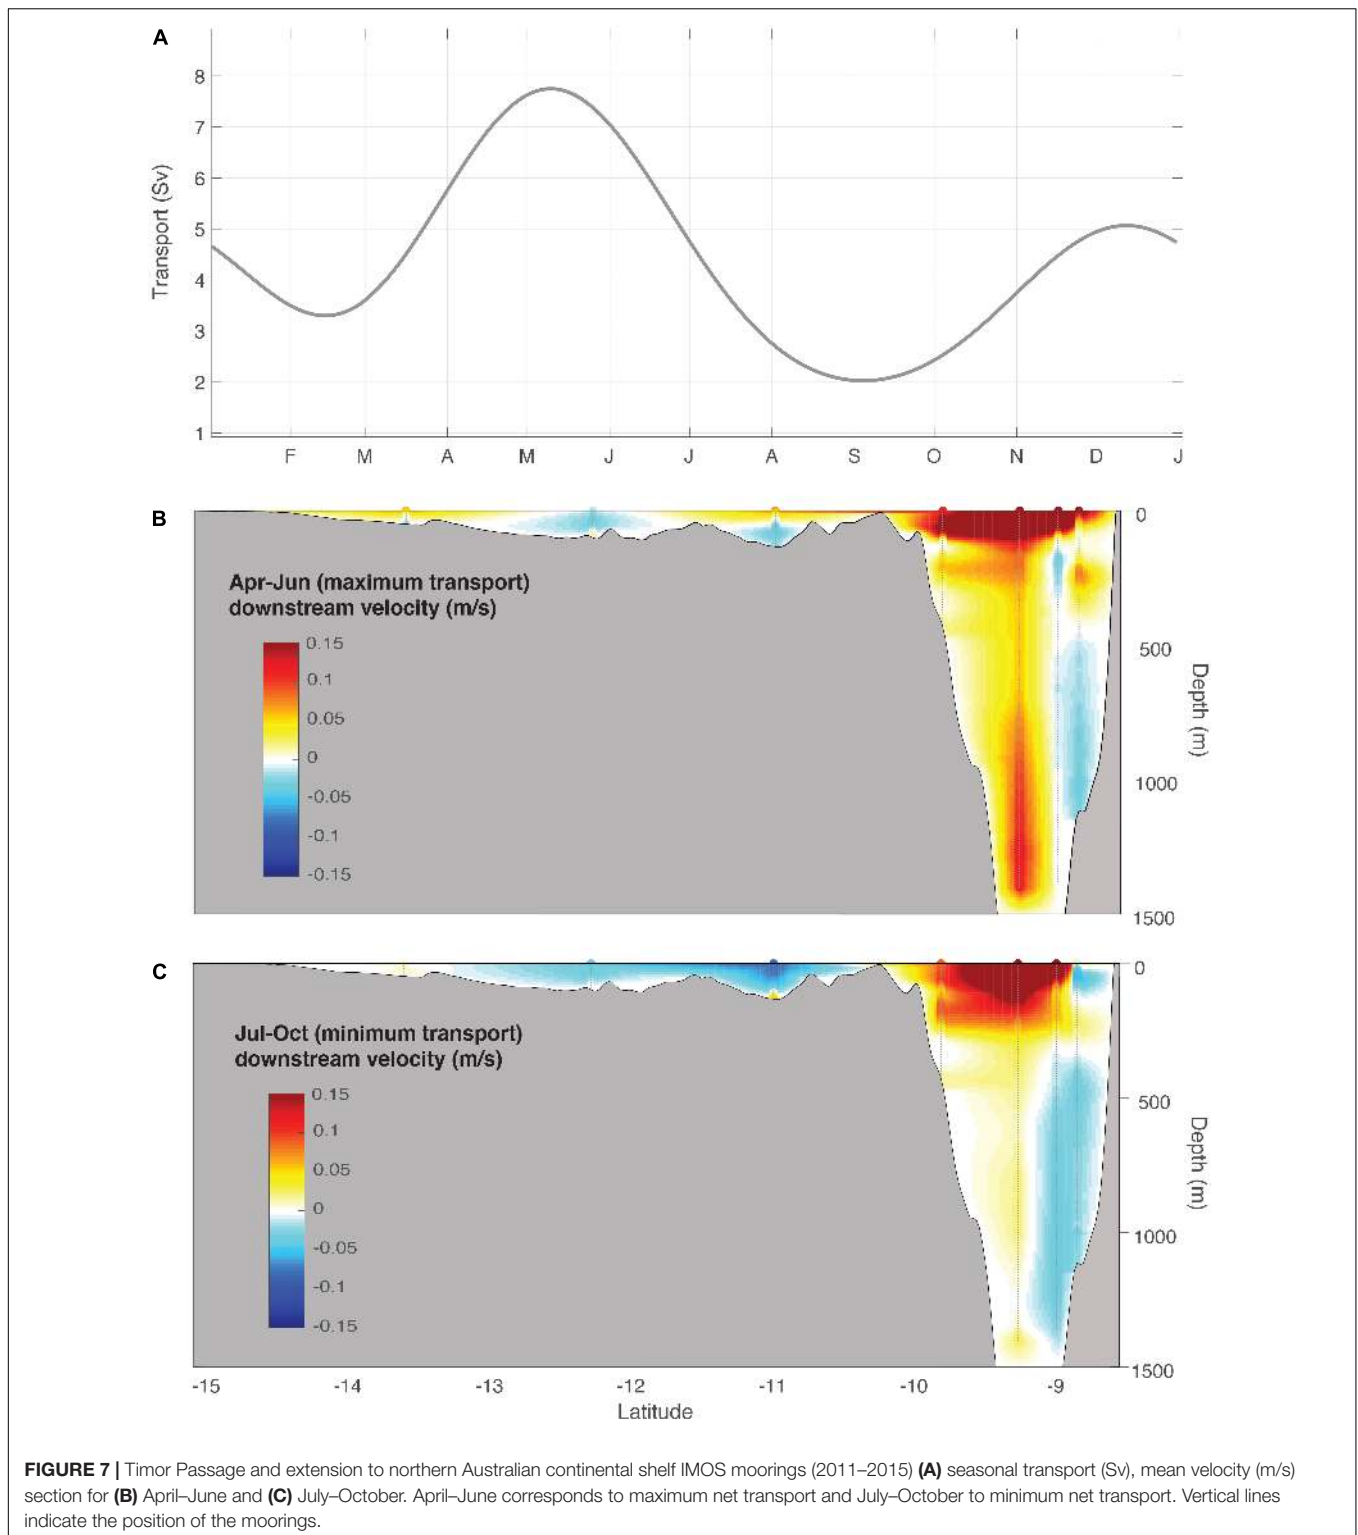 A
8
7
6
5
4
3
2
1
Transport (Sv)
F M A M J J A S O N D J
B
Apr-Jun (maximum transport)
downstream velocity (m/s)
0.15
0.1
0.05
0
-0.05
-0.1
-0.15
0
500
1000
1500
Depth (m)
C
Jul-Oct (minimum transport)
downstream velocity (m/s)
0.15
0.1
0.05
0
-0.05
-0.1
-0.15
0
500
1000
1500
Depth (m)
-15 -14 -13 -12 -11 -10 -9
Latitude
FIGURE 7 | Timor Passage and extension to northern Australian continental shelf IMOS moorings (2011–2015) (A) seasonal transport (Sv), mean velocity (m/s)
section for (B) April–June and (C) July–October. April–June corresponds to maximum net transport and July–October to minimum net transport. Vertical lines
indicate the position of the moorings.